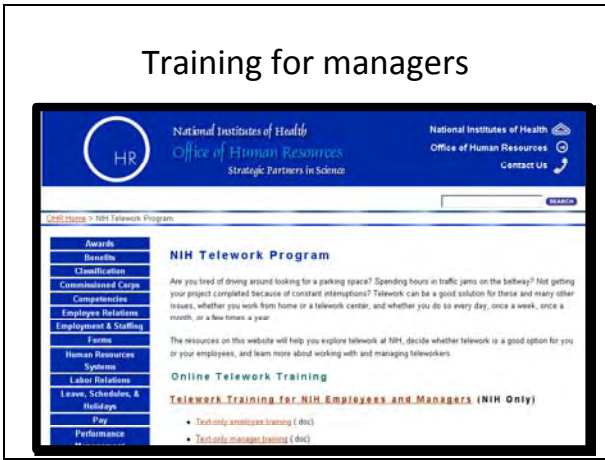 Training for managers
HR
National Institutes of Health
Office of Human Resources
Strategic Partners in Science
National Institutes of Health
Office of Human Resources
Contact Us
SEARCH
OHR Home > NIH Telework Program
Awards
Benefits
Classification
Commissioned Corps
Competencies
Employee Relations
Employment & Staffing
Forms
Human Resources
Systems
Labor Relations
Leave, Schedules, &
Holidays
Pay
Performance
Management
NIH Telework Program
Are you tired of driving around looking for a parking space? Spending hours in traffic jams on the beltway? Not getting
your project completed because of constant interruptions? Telework can be a good solution for these and many other
issues, whether you work from home or a telework center, and whether you do so every day, once a week, once a
month, or a few times a year.
The resources on this website will help you explore telework at NIH, decide whether telework is a good option for you
or your employees, and learn more about working with and managing teleworkers.
Online Telework Training
Telework Training for NIH Employees and Managers (NIH Only)
• Text-only employee training (doc)
• Text-only manager training (doc)